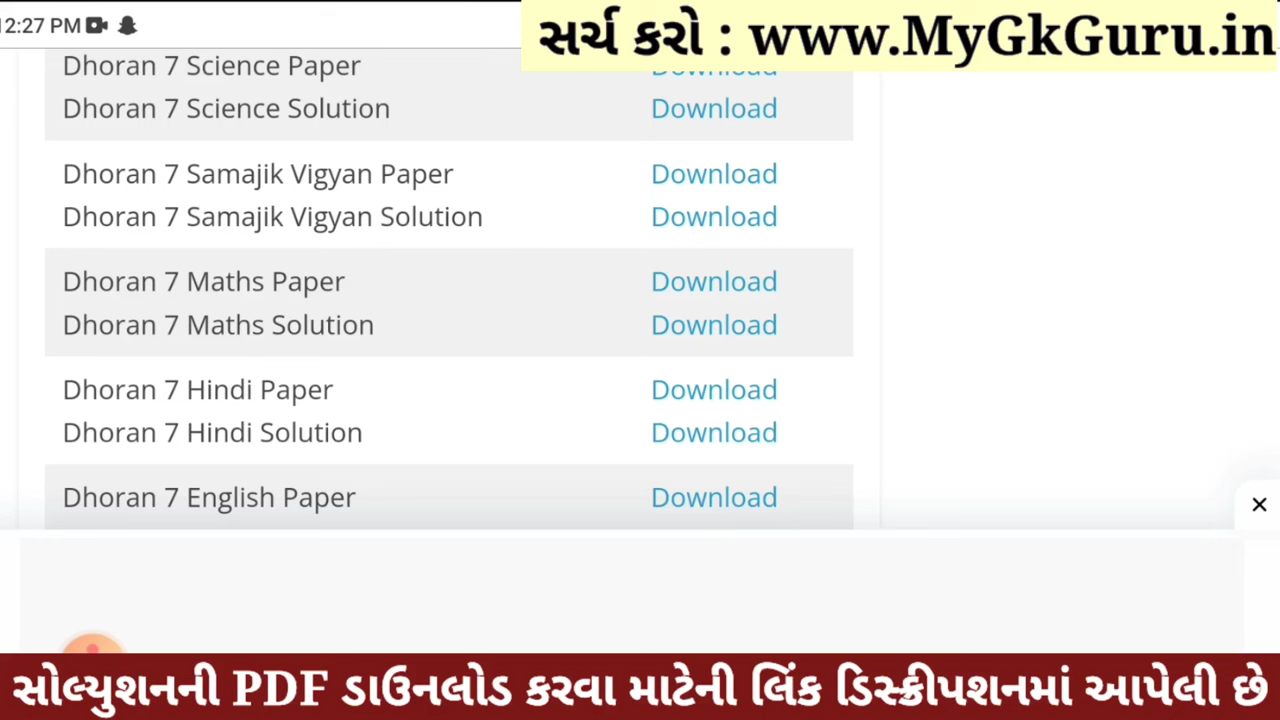 12:27 PM
સર્ચ કરો : www.MyGkGuru.in
Dhoran 7 Science Paper Download
Dhoran 7 Science Solution Download
Dhoran 7 Samajik Vigyan Paper Download
Dhoran 7 Samajik Vigyan Solution Download
Dhoran 7 Maths Paper Download
Dhoran 7 Maths Solution Download
Dhoran 7 Hindi Paper Download
Dhoran 7 Hindi Solution Download
Dhoran 7 English Paper Download
સોલ્યુશનની PDF ડાઉનલોડ કરવા માટેની લિંક ડિસ્ક્રીપશનમાં આપેલી છે